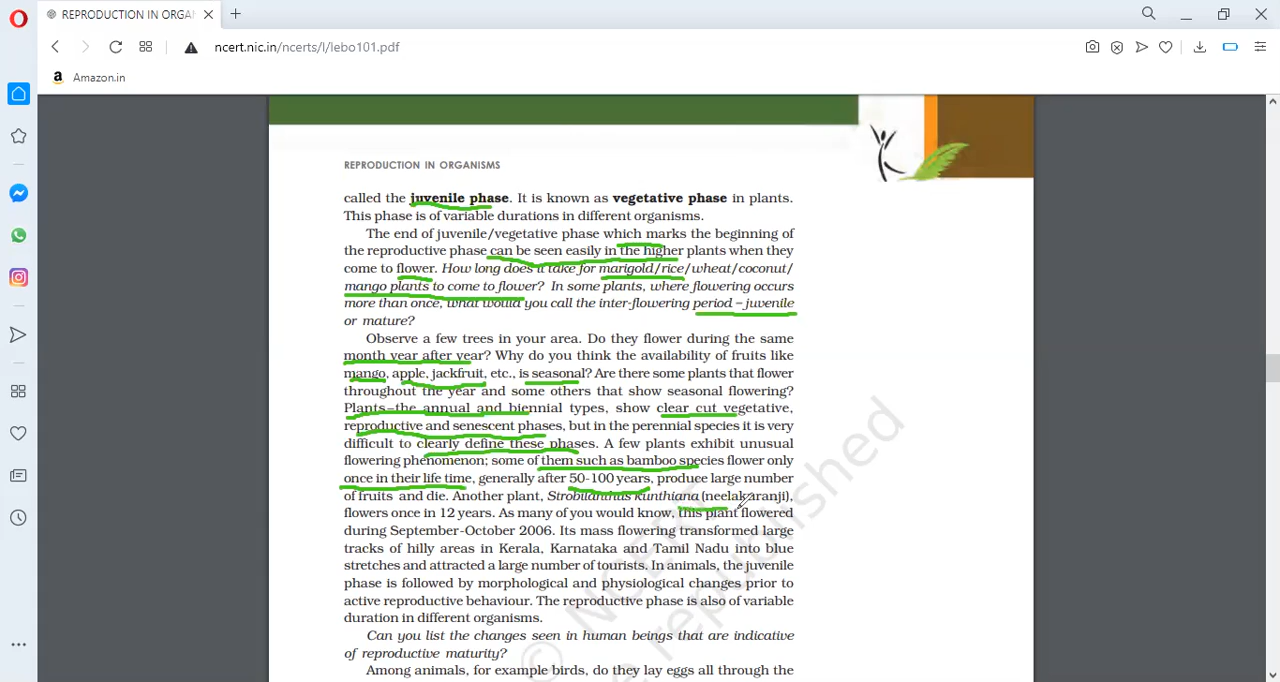 REPRODUCTION IN ORGA
ncert.nic.in/ncerts/l/lebo101.pdf
Amazon.in
REPRODUCTION IN ORGANISMS
called the juvenile phase. It is known as vegetative phase in plants.
This phase is of variable durations in different organisms.
The end of juvenile/vegetative phase which marks the beginning of
the reproductive phase can be seen easily in the higher plants when they
come to flower. How long does it take for marigold/rice/wheat/coconut/
mango plants to come to flower? In some plants, where flowering occurs
more than once, what would you call the inter-flowering period – juvenile
or mature?
Observe a few trees in your area. Do they flower during the same
month year after year? Why do you think the availability of fruits like
mango, apple, jackfruit, etc., is seasonal? Are there some plants that flower
throughout the year and some others that show seasonal flowering?
Plants–the annual and biennial types, show clear cut vegetative,
reproductive and senescent phases, but in the perennial species it is very
difficult to clearly define these phases. A few plants exhibit unusual
flowering phenomenon; some of them such as bamboo species flower only
once in their life time, generally after 50-100 years, produce large number
of fruits and die. Another plant, Strobilanthus kunthiana (neelakuranji),
flowers once in 12 years. As many of you would know, this plant flowered
during September-October 2006. Its mass flowering transformed large
tracks of hilly areas in Kerala, Karnataka and Tamil Nadu into blue
stretches and attracted a large number of tourists. In animals, the juvenile
phase is followed by morphological and physiological changes prior to
active reproductive behaviour. The reproductive phase is also of variable
duration in different organisms.
Can you list the changes seen in human beings that are indicative
of reproductive maturity?
Among animals, for example birds, do they lay eggs all through the
© NCERT
be republished